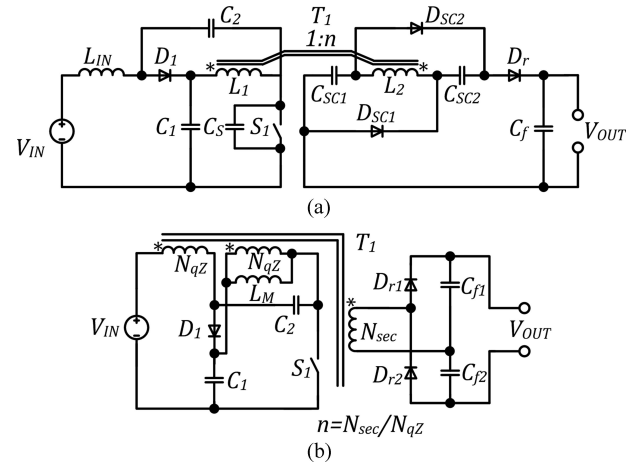 C2
T1
1:n
DSC2
LIN
D1
*
L1
*
L2
CSC1
CSC2
Dr
VIN
C1
CS
S1
DSC1
Cf
VOUT
(a)
*
NqZ
*
NqZ
T1
LM
VIN
D1
C2
C1
S1
*
Nsec
Dr1
Dr2
Cf1
Cf2
VOUT
n=Nsec/NqZ
(b)